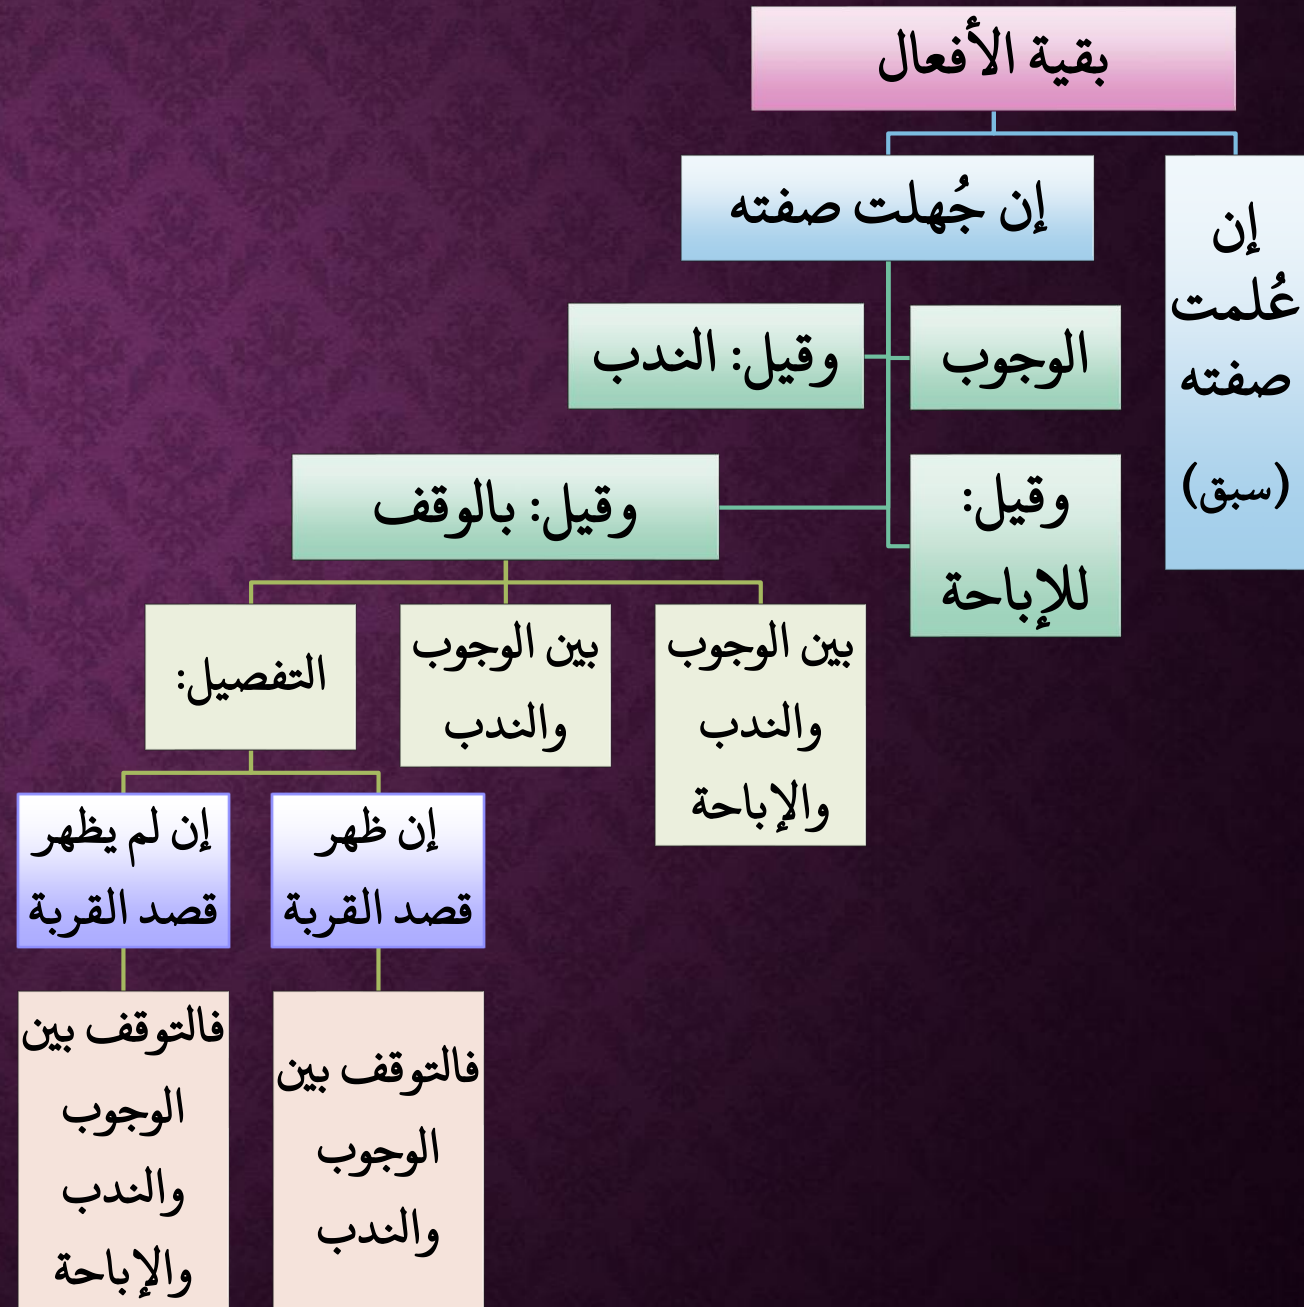 بقية الأفعال
إن
عُلمت
صفته
(سبق)
إن جُهلت صفته
الوجوب
وقيل: الندب
وقيل:
للإباحة
وقيل: بالوقف
بين الوجوب
والندب
والإباحة
بين الوجوب
والندب
التفصيل:
إن ظهر
قصد القربة
فالتوقف بين
الوجوب
والندب
إن لم يظهر
قصد القربة
فالتوقف بين
الوجوب
والندب
والإباحة